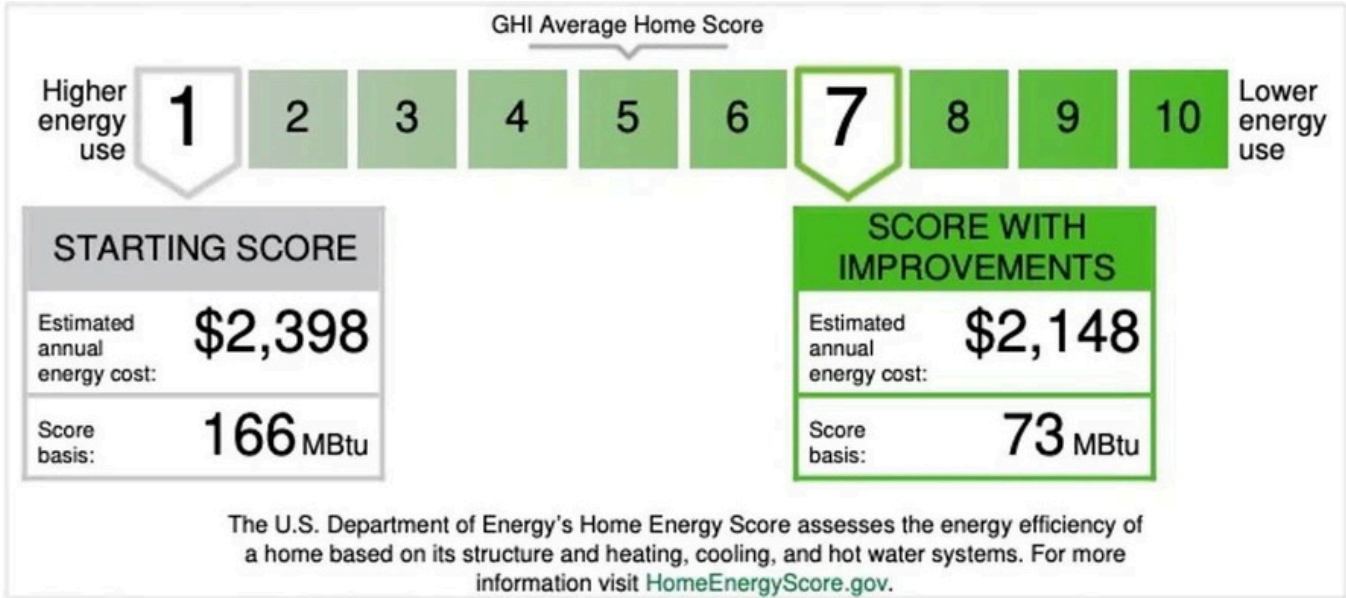 GHI Average Home Score
Higher
energy
use
1 2 3 4 5 6 7 8 9 10
Lower
energy
use
STARTING SCORE
Estimated
annual
energy cost:
$2,398
Score
basis:
166 MBtu
SCORE WITH
IMPROVEMENTS
Estimated
annual
energy cost:
$2,148
Score
basis:
73 MBtu
The U.S. Department of Energy's Home Energy Score assesses the energy efficiency of
a home based on its structure and heating, cooling, and hot water systems. For more
information visit HomeEnergyScore.gov.